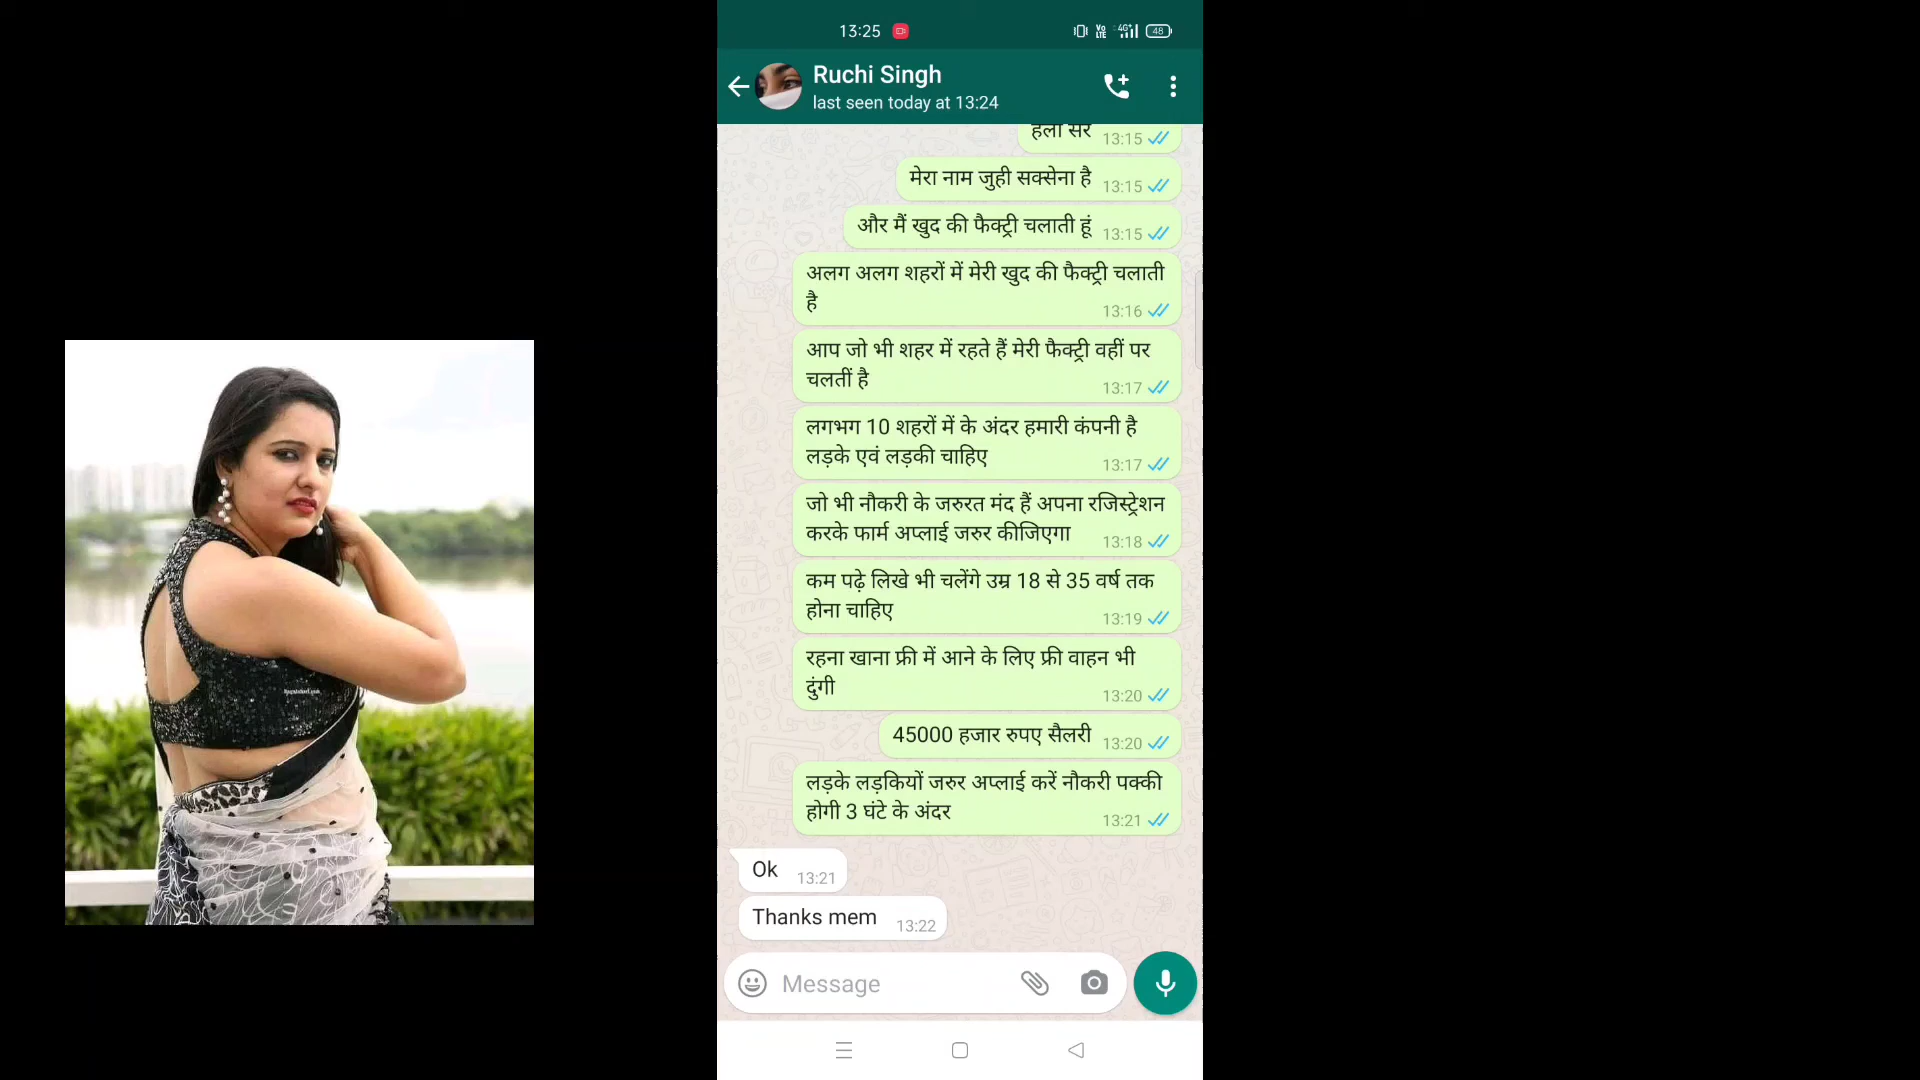 13:25
Vo
LTE
4G+
48
Ruchi Singh
last seen today at 13:24
हेलो सर 13:15
मेरा नाम जुही सक्सेना है 13:15
और मैं खुद की फैक्ट्री चलाती हूं 13:15
अलग अलग शहरों में मेरी खुद की फैक्ट्री चलाती
है 13:16
आप जो भी शहर में रहते हैं मेरी फैक्ट्री वहीं पर
चलतीं है 13:17
लगभग 10 शहरों में के अंदर हमारी कंपनी है
लड़के एवं लड़की चाहिए 13:17
जो भी नौकरी के जरुरत मंद हैं अपना रजिस्ट्रेशन
करके फार्म अप्लाई जरुर कीजिएगा 13:18
कम पढ़े लिखे भी चलेंगे उम्र 18 से 35 वर्ष तक
होना चाहिए 13:19
रहना खाना फ्री में आने के लिए फ्री वाहन भी
दुंगी 13:20
45000 हजार रुपए सैलरी 13:20
लड़के लड़कियों जरुर अप्लाई करें नौकरी पक्की
होगी 3 घंटे के अंदर 13:21
Ok 13:21
Thanks mem 13:22
Message